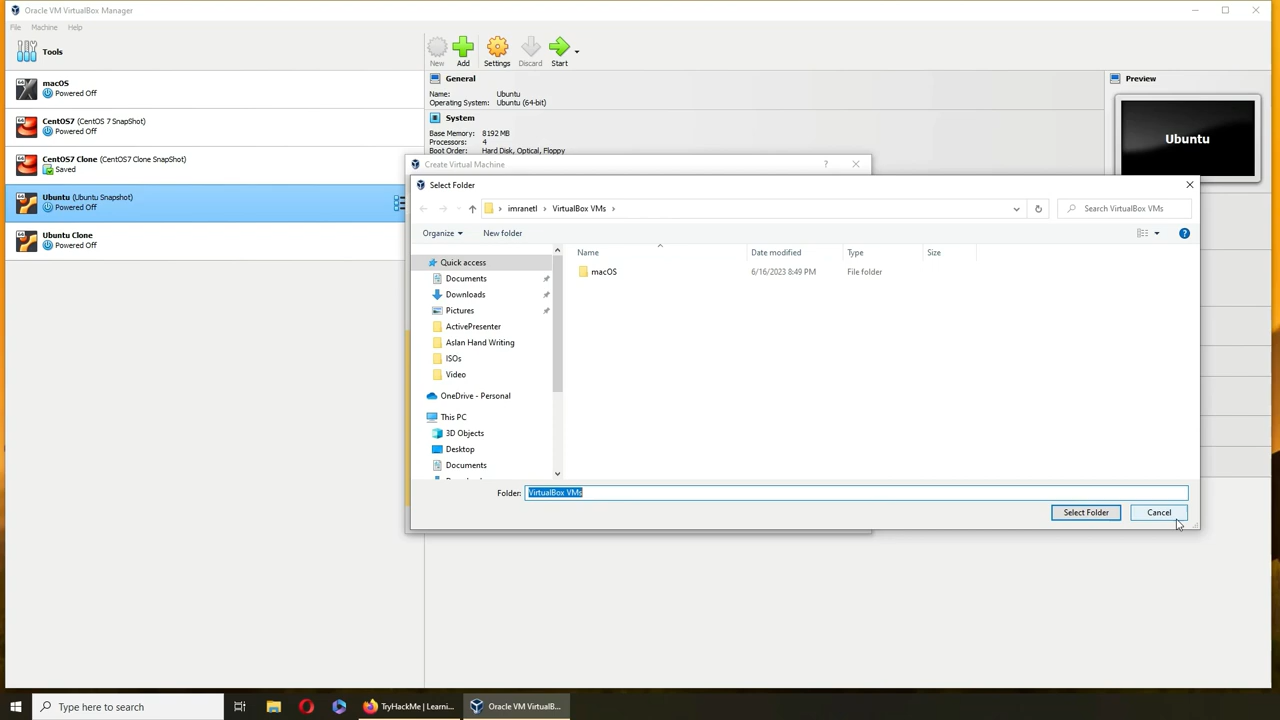 Oracle VM VirtualBox Manager
File Machine Help
Tools
New Add Settings Discard Start
macOS
Powered Off
CentOS7 (CentOS 7 SnapShot)
Powered Off
CentOS7 Clone (CentOS7 Clone SnapShot)
Saved
Ubuntu (Ubuntu Snapshot)
Powered Off
Ubuntu Clone
Powered Off
General
Name: Ubuntu
Operating System: Ubuntu (64-bit)
System
Base Memory: 8192 MB
Processors: 4
Boot Order: Hard Disk, Optical, Floppy
Preview
Ubuntu
Create Virtual Machine ?
Select Folder
imranetl › VirtualBox VMs ›
Search VirtualBox VMs
Organize New folder
Name Date modified Type Size
macOS 6/16/2023 8:49 PM File folder
Quick access
Documents
Downloads
Pictures
ActivePresenter
Aslan Hand Writing
ISOs
Video
OneDrive - Personal
This PC
3D Objects
Desktop
Documents
Folder: VirtualBox VMs
Select Folder Cancel
Type here to search
TryHackMe | Learni...
Oracle VM VirtualB...